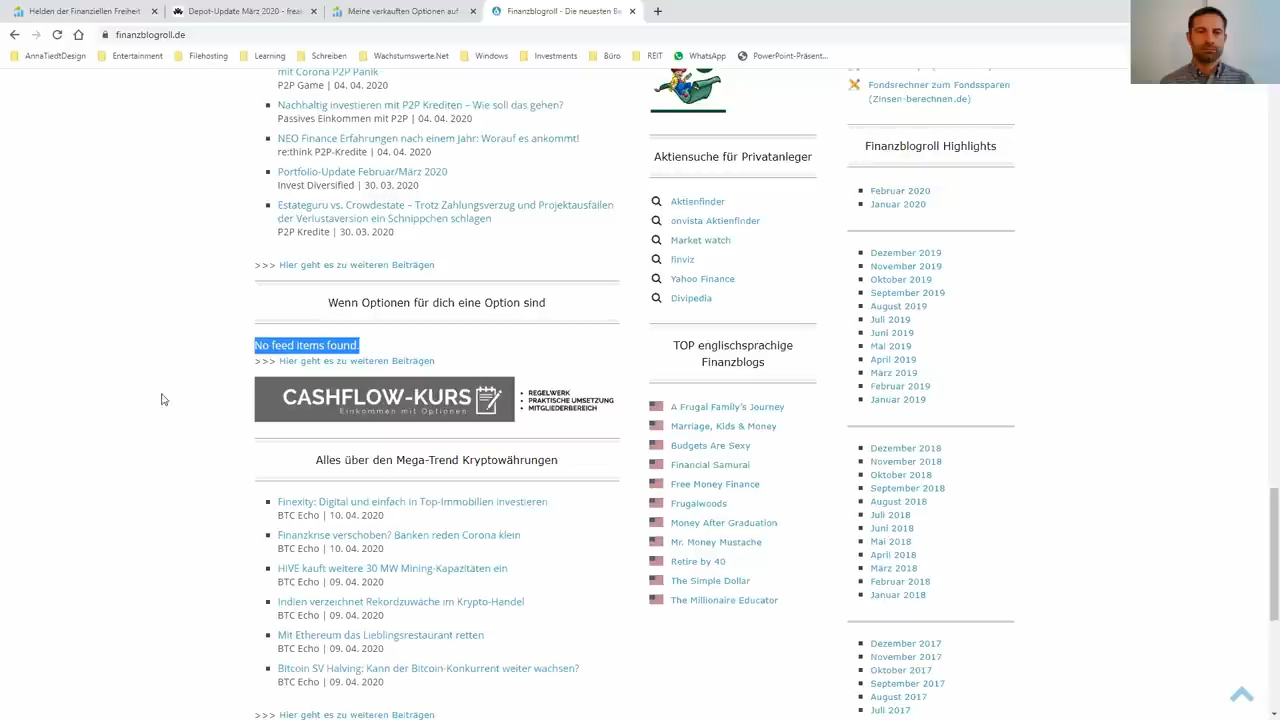 Helden der Finanziellen Freiheit
Depot-Update März 2020 - freak
Meine verkauften Optionen auf
Finanzblogroll - Die neuesten Be
finanzblogroll.de
AnnaTiedtDesign
Entertainment
Filehosting
Learning
Schreiben
Wachstumswerte.Net
Windows
Investments
Büro
REIT
WhatsApp
PowerPoint-Präsent...
mit Corona P2P Panik
P2P Game | 04. 04. 2020
Nachhaltig investieren mit P2P Krediten – Wie soll das gehen?
Passives Einkommen mit P2P | 04. 04. 2020
NEO Finance Erfahrungen nach einem Jahr: Worauf es ankommt!
re:think P2P-Kredite | 04. 04. 2020
Portfolio-Update Februar/März 2020
Invest Diversified | 30. 03. 2020
Estateguru vs. Crowdestate – Trotz Zahlungsverzug und Projektausfällen
der Verlustaversion ein Schnippchen schlagen
P2P Kredite | 30. 03. 2020
>>> Hier geht es zu weiteren Beiträgen
Wenn Optionen für dich eine Option sind
No feed items found.
>>> Hier geht es zu weiteren Beiträgen
CASHFLOW-KURS
Einkommen mit Optionen
• REGELWERK
• PRAKTISCHE UMSETZUNG
• MITGLIEDERBEREICH
Alles über den Mega-Trend Kryptowährungen
Finexity: Digital und einfach in Top-Immobilien investieren
BTC Echo | 10. 04. 2020
Finanzkrise verschoben? Banken reden Corona klein
BTC Echo | 10. 04. 2020
HIVE kauft weitere 30 MW Mining-Kapazitäten ein
BTC Echo | 09. 04. 2020
Indien verzeichnet Rekordzuwächse im Krypto-Handel
BTC Echo | 09. 04. 2020
Mit Ethereum das Lieblingsrestaurant retten
BTC Echo | 09. 04. 2020
Bitcoin SV Halving: Kann der Bitcoin-Konkurrent weiter wachsen?
BTC Echo | 09. 04. 2020
>>> Hier geht es zu weiteren Beiträgen
Aktiensuche für Privatanleger
Aktienfinder
onvista Aktienfinder
Market watch
finviz
Yahoo Finance
Divipedia
TOP englischsprachige
Finanzblogs
A Frugal Family's Journey
Marriage, Kids & Money
Budgets Are Sexy
Financial Samurai
Free Money Finance
Frugalwoods
Money After Graduation
Mr. Money Mustache
Retire by 40
The Simple Dollar
The Millionaire Educator
Fondsrechner zum Fondssparen
(Zinsen-berechnen.de)
Finanzblogroll Highlights
Februar 2020
Januar 2020
Dezember 2019
November 2019
Oktober 2019
September 2019
August 2019
Juli 2019
Juni 2019
Mai 2019
April 2019
März 2019
Februar 2019
Januar 2019
Dezember 2018
November 2018
Oktober 2018
September 2018
August 2018
Juli 2018
Juni 2018
Mai 2018
April 2018
März 2018
Februar 2018
Januar 2018
Dezember 2017
November 2017
Oktober 2017
September 2017
August 2017
Juli 2017